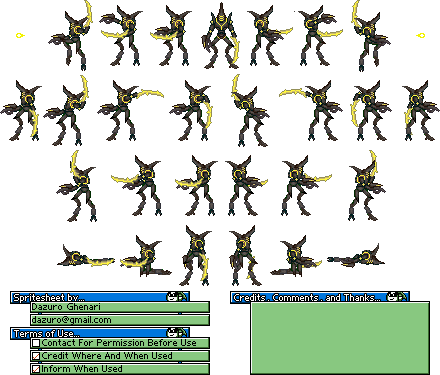 Spritesheet by...
Dazuro Ghenari
dazuro@gmail.com
Terms of Use...
Contact For Permission Before Use
Credit Where And When Used
Inform When Used
Credits, Comments, and Thanks...